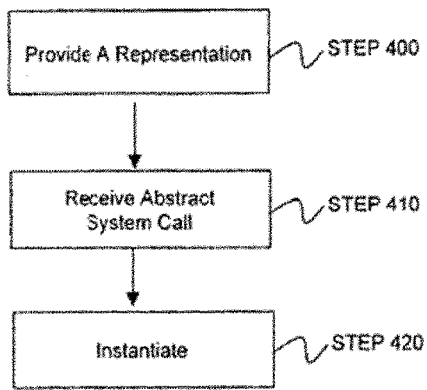 Provide A Representation
STEP 400
Receive Abstract
System Call
STEP 410
Instantiate
STEP 420